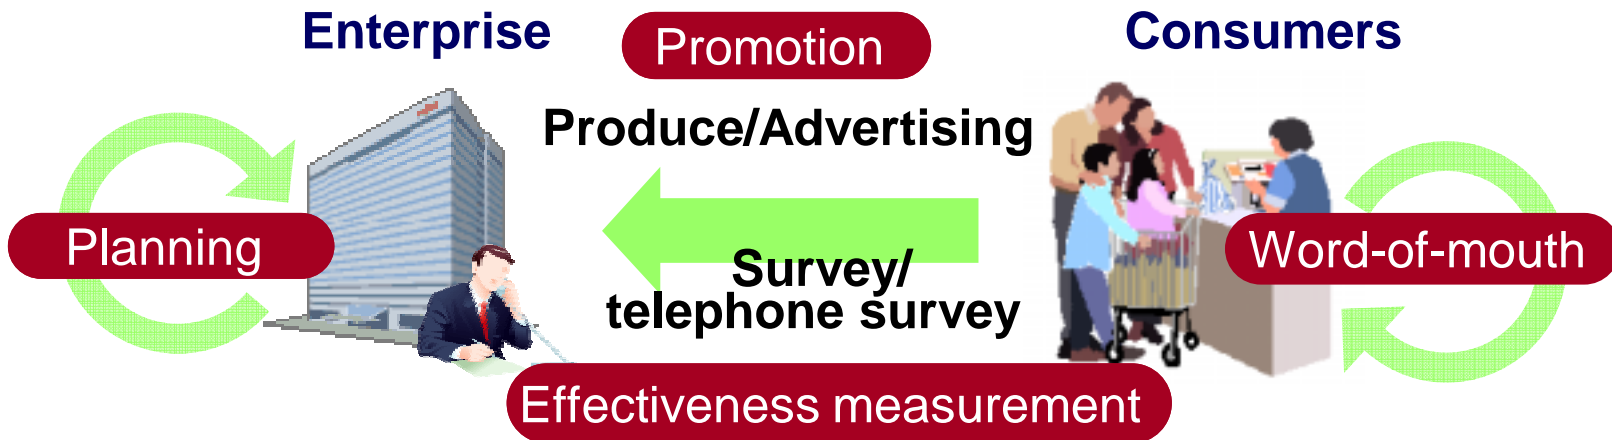 Enterprise
Promotion
Consumers
Produce/Advertising
Planning
Word-of-mouth
Survey/
telephone survey
Effectiveness measurement